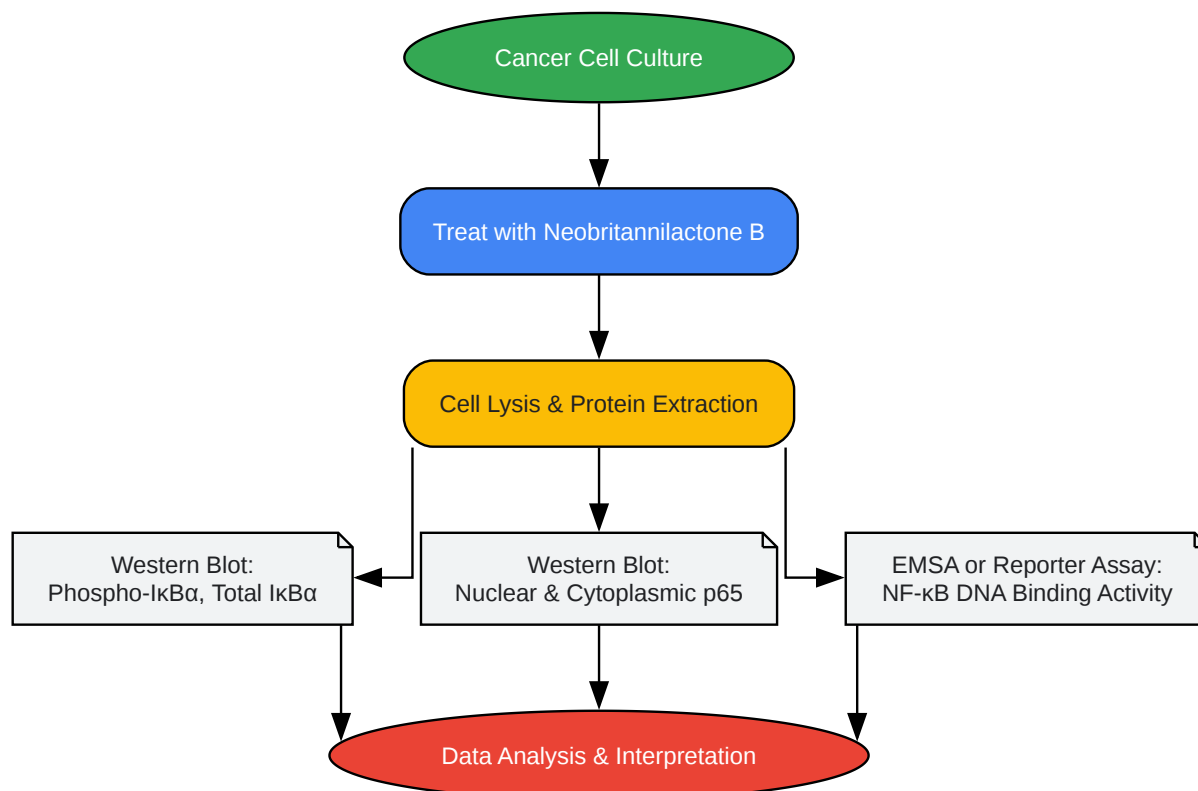 Cancer Cell Culture
Treat with Neobritannilactone B
Cell Lysis & Protein Extraction
Western Blot:
Phospho-IκBα, Total IκBα
Western Blot:
Nuclear & Cytoplasmic p65
EMSA or Reporter Assay:
NF-κB DNA Binding Activity
Data Analysis & Interpretation